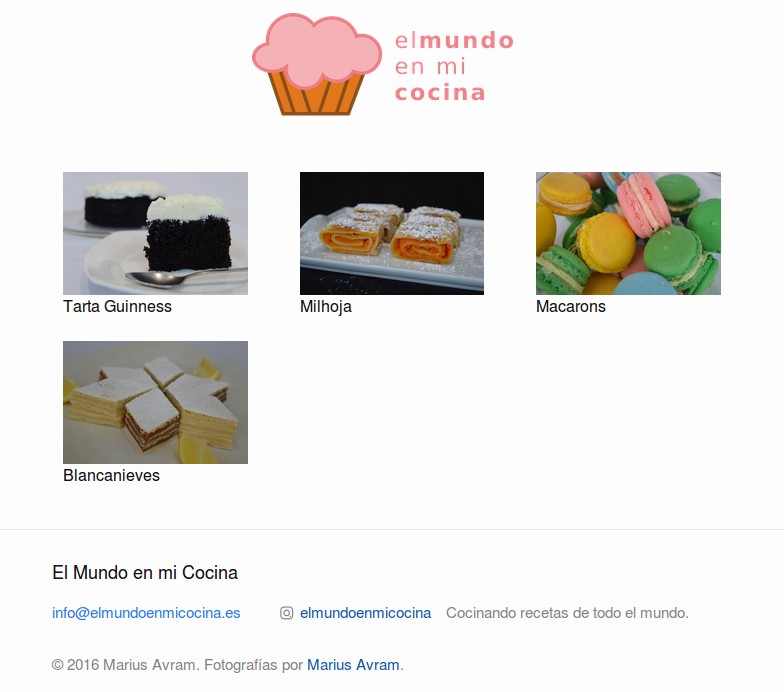 elmundo
en mi
cocina
Tarta Guinness
Milhoja
Macarons
Blancanieves
El Mundo en mi Cocina
info@elmundoenmicocina.es
elmundoenmicocina
Cocinando recetas de todo el mundo.
© 2016 Marius Avram. Fotografías por Marius Avram.